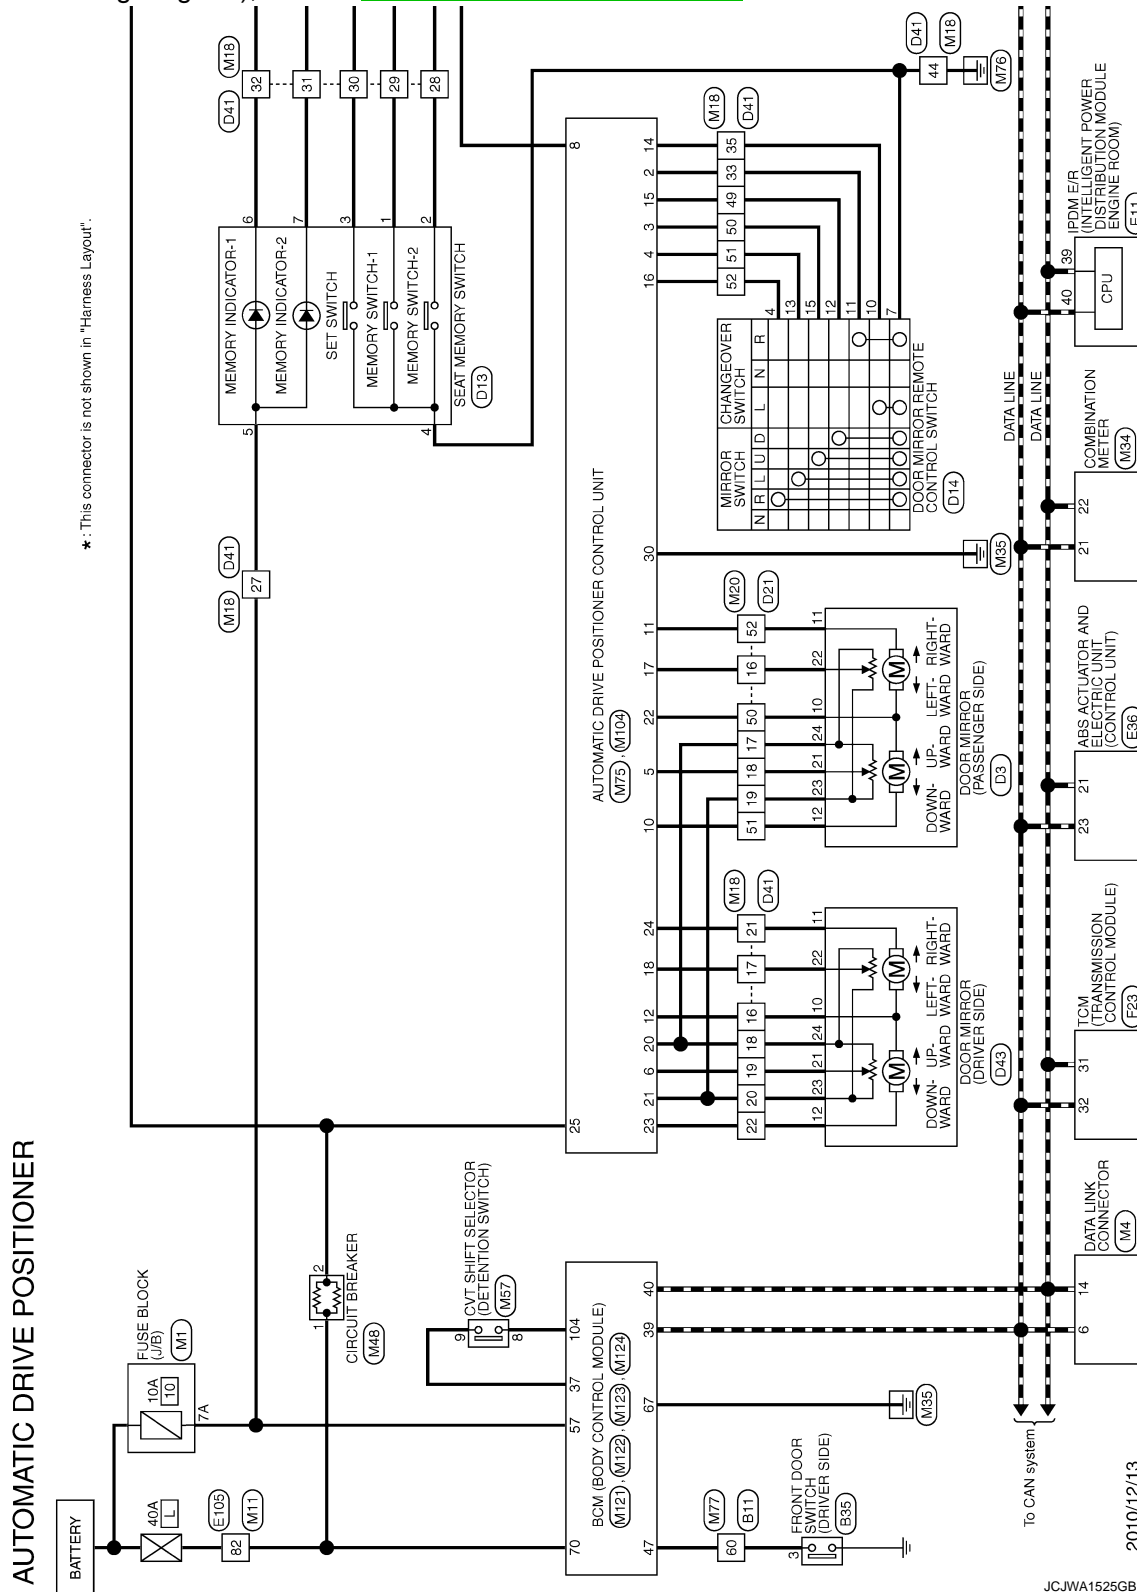 AUTOMATIC DRIVE POSITIONER
BATTERY
40A
L
E105
82
M11
FUSE BLOCK
(J/B)
M1
10A
10
7A
* : This connector is not shown in "Harness Layout".
1
2
CIRCUIT BREAKER
M48
M18
27
D41
5
MEMORY INDICATOR-1
MEMORY INDICATOR-2
SET SWITCH
MEMORY SWITCH-1
MEMORY SWITCH-2
SEAT MEMORY SWITCH
D13
4
6
7
3
1
2
D41
M18
32
31
30
29
28
CVT SHIFT SELECTOR
(DETENTION SWITCH)
M57
9
8
70
57
37
104
BCM (BODY CONTROL MODULE)
M121 , M122 , M123 , M124
47
67
39
40
M77
60
B11
3
FRONT DOOR
SWITCH
(DRIVER SIDE)
B35
M35
25
8
AUTOMATIC DRIVE POSITIONER CONTROL UNIT
M75 , M104
23
21
6
20
12
18
24
10
5
22
17
11
30
16
4
3
15
2
14
M18
D41
22
20
19
18
16
17
21
12
23
21
24
10
22
11
M
M
DOWN-
WARD
UP-
WARD
LEFT-
WARD
RIGHT-
WARD
DOOR MIRROR
(DRIVER SIDE)
D43
M20
D21
51
19
18
17
50
16
52
12
23
21
24
10
22
11
M
M
DOWN-
WARD
UP-
WARD
LEFT-
WARD
RIGHT-
WARD
DOOR MIRROR
(PASSENGER SIDE)
D3
M35
M18
D41
52
51
50
49
33
35
MIRROR
SWITCH
CHANGEOVER
SWITCH
N R L U D L N R
4
13
15
12
11
10
7
DOOR MIRROR REMOTE
CONTROL SWITCH
D14
D41
M18
44
M76
To CAN system
DATA LINE
DATA LINE
6
14
DATA LINK
CONNECTOR
M4
32
31
TCM
(TRANSMISSION
CONTROL MODULE)
F23
23
21
ABS ACTUATOR AND
ELECTRIC UNIT
(CONTROL UNIT)
E36
21
22
COMBINATION
METER
M34
40
39
CPU
IPDM E/R
(INTELLIGENT POWER
DISTRIBUTION MODULE
ENGINE ROOM)
2010/12/13
JCJWA1525GB